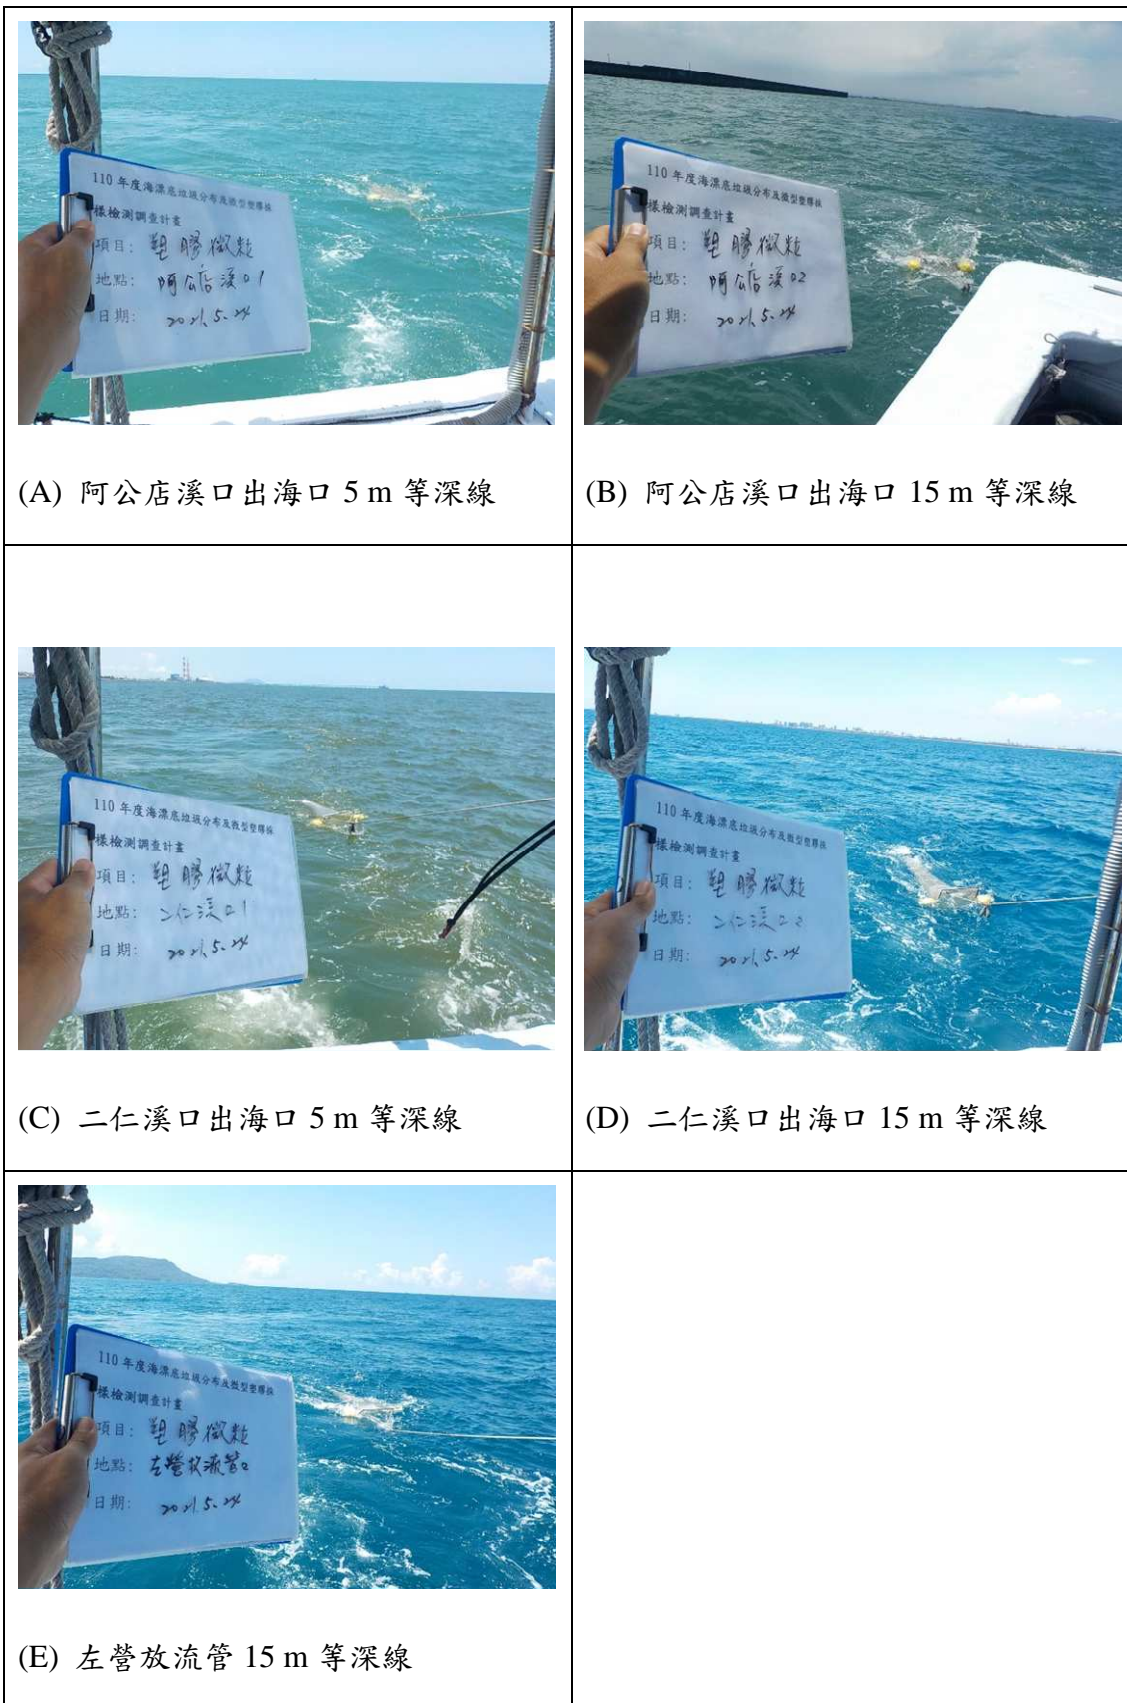 110 年度海漂底垃圾分布及微型塑膠採
樣檢測調查計畫
項目: 塑膠微粒
地點: 阿公店溪口1
日期: 2021.5.24
110 年度海漂底垃圾分布及微型塑膠採
樣檢測調查計畫
項目: 塑膠微粒
地點: 阿公店溪口2
日期: 2021.5.24
(A) 阿公店溪口出海口 5 m 等深線
(B) 阿公店溪口出海口 15 m 等深線
110 年度海漂底垃圾分布及微型塑膠採
樣檢測調查計畫
項目: 塑膠微粒
地點: 二仁溪口1
日期: 2021.5.24
110 年度海漂底垃圾分布及微型塑膠採
樣檢測調查計畫
項目: 塑膠微粒
地點: 二仁溪口2
日期: 2021.5.24
(C) 二仁溪口出海口 5 m 等深線
(D) 二仁溪口出海口 15 m 等深線
110 年度海漂底垃圾分布及微型塑膠採
樣檢測調查計畫
項目: 塑膠微粒
地點: 左營放流管口
日期: 2021.5.24
(E) 左營放流管 15 m 等深線